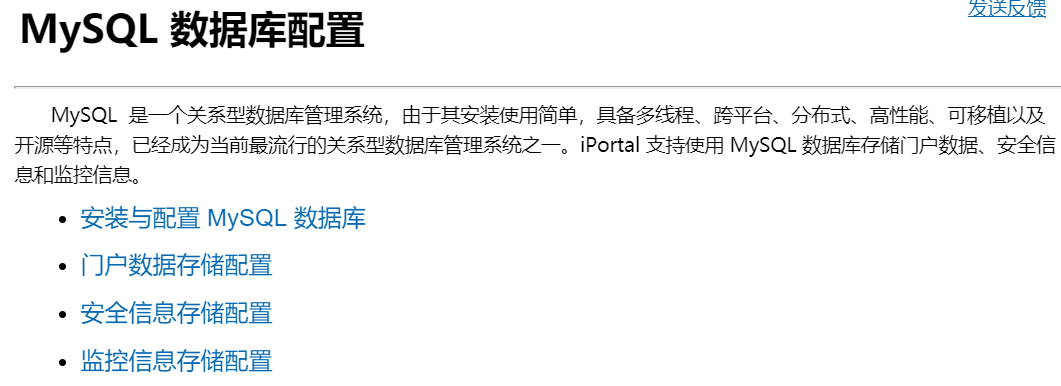 发送反馈
MySQL 数据库配置
MySQL 是一个关系型数据库管理系统，由于其安装使用简单，具备多线程、跨平台、分布式、高性能、可移植以及
开源等特点，已经成为当前最流行的关系型数据库管理系统之一。iPortal 支持使用 MySQL 数据库存储门户数据、安全信
息和监控信息。
• 安装与配置 MySQL 数据库
• 门户数据存储配置
• 安全信息存储配置
• 监控信息存储配置